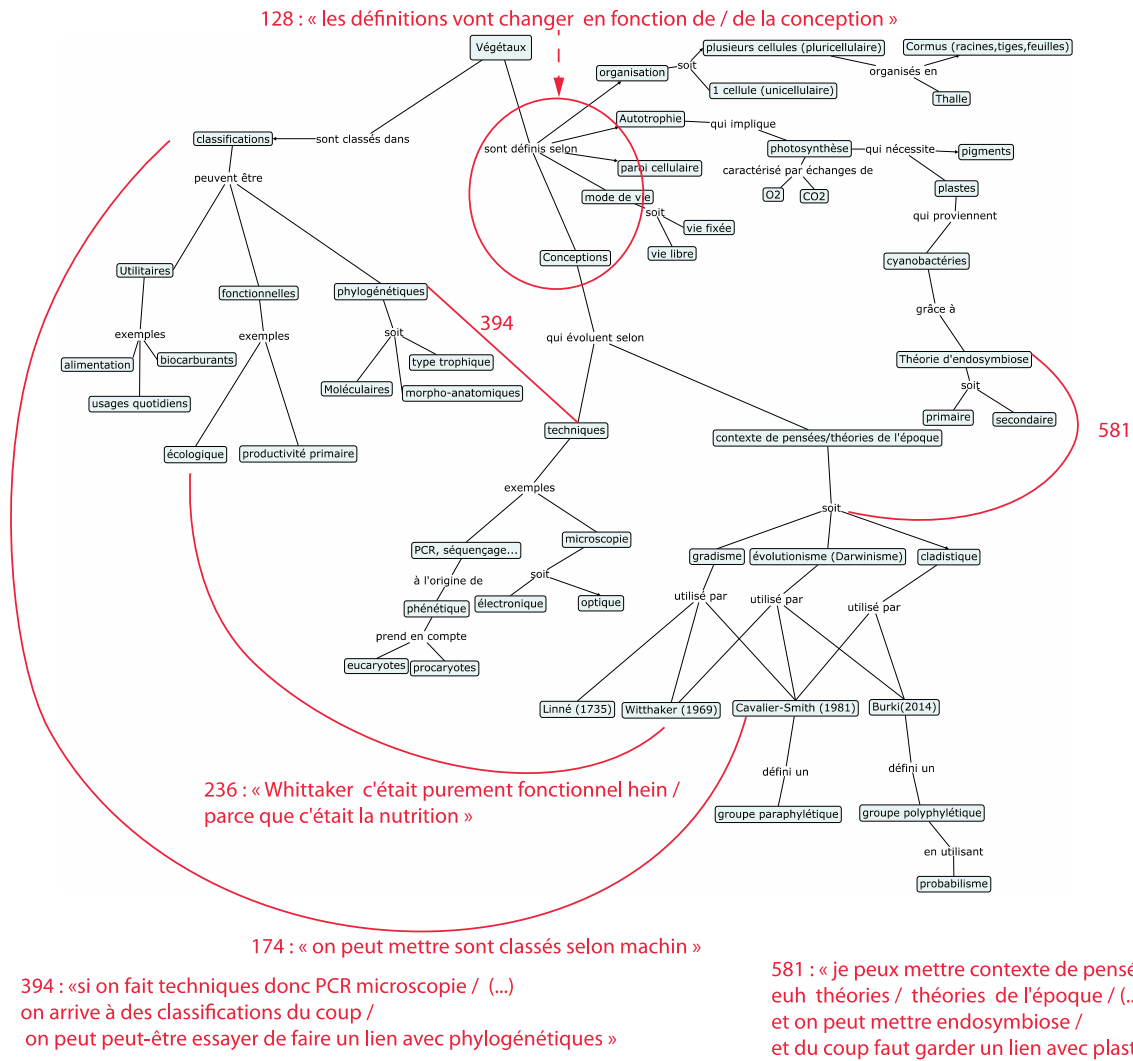 128 : « les définitions vont changer en fonction de / de la conception »
Végétaux
plusieurs cellules (pluricellulaire)
Cormus (racines,tiges,feuilles)
organisation
soit
organisés en
1 cellule (unicellulaire)
Thalle
Autotrophie
qui implique
classifications
sont classés dans
sont définis selon
photosynthèse
qui nécessite
pigments
paroi cellulaire
caractérisé par échanges de
peuvent être
mode de vie
O2
CO2
plastes
soit
qui proviennent
vie fixée
vie libre
Conceptions
cyanobactéries
Utilitaires
fonctionnelles
phylogénétiques
grâce à
394
exemples
exemples
soit
qui évoluent selon
alimentation
biocarburants
type trophique
Théorie d'endosymbiose
Moléculaires
morpho-anatomiques
soit
usages quotidiens
primaire
secondaire
techniques
contexte de pensées/théories de l'époque
581
écologique
productivité primaire
exemples
soit
PCR, séquençage...
microscopie
gradisme
évolutionisme (Darwinisme)
cladistique
à l'origine de
soit
utilisé par
utilisé par
utilisé par
phénétique
électronique
optique
prend en compte
eucaryotes
procaryotes
Linné (1735)
Witthaker (1969)
Cavalier-Smith (1981)
Burki(2014)
défini un
défini un
236 : « Whittaker c'était purement fonctionnel hein /
parce que c'était la nutrition »
groupe paraphylétique
groupe polyphylétique
en utilisant
probabilisme
174 : « on peut mettre sont classés selon machin »
394 : «si on fait techniques donc PCR microscopie / (...)
on arrive à des classifications du coup /
on peut peut-être essayer de faire un lien avec phylogénétiques »
581 : « je peux mettre contexte de pensé
euh théories / théories de l'époque / (..
et on peut mettre endosymbiose /
et du coup faut garder un lien avec plast